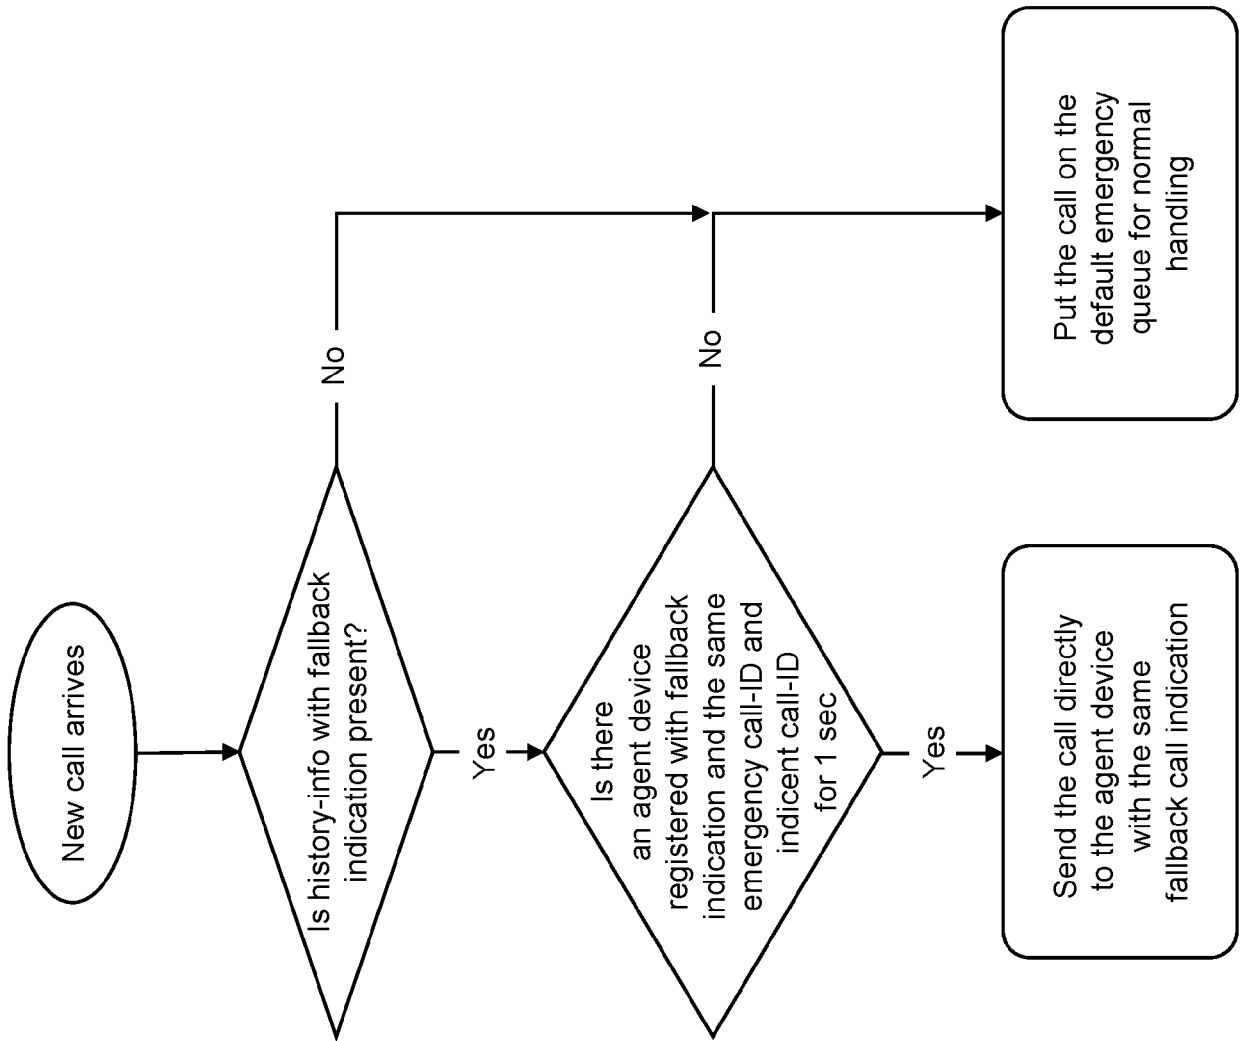 New call arrives
Is history-info with fallback
indication present?
No
Yes
Is there
an agent device
registered with fallback
indication and the same
emergency call-ID and
indicent call-ID
for 1 sec
No
Yes
Send the call directly
to the agent device
with the same
fallback call indication
Put the call on the
default emergency
queue for normal
handling